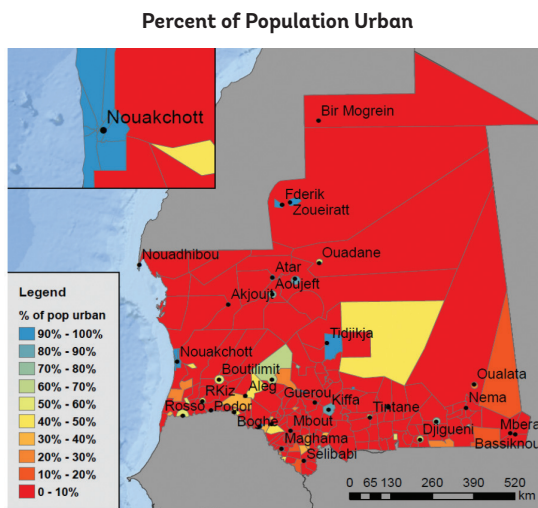 Percent of Population Urban
Nouakchott
Bir Mogrein
Fderik
Zoueiratt
Nouadhibou
Ouadane
Atar
Aoujeft
Akjoujt
Tidjikja
Nouakchott
Boutilimit
Oualata
RKiz
Aleg
Guerou
Kiffa
Nema
Rosso
Podor
Tintane
Boghe
Mbout
Djigueni
Mbera
Maghama
Bassiknou
Selibabi
Legend
% of pop urban
90% - 100%
80% - 90%
70% - 80%
60% - 70%
50% - 60%
40% - 50%
30% - 40%
20% - 30%
10% - 20%
0 - 10%
0 65 130 260 390 520
km